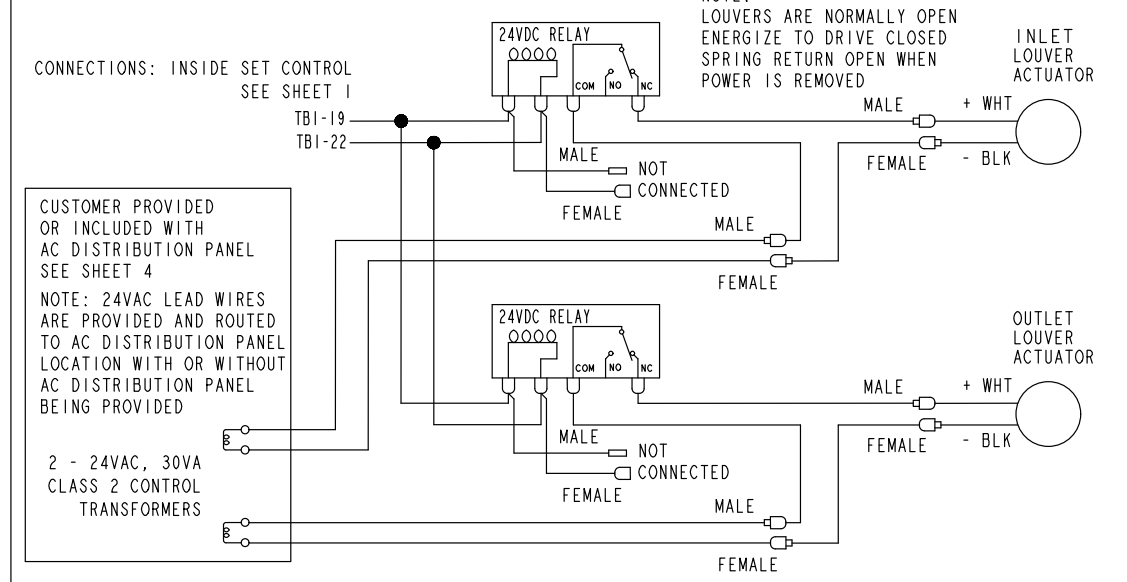 NOTE:
LOUVERS ARE NORMALLY OPEN
ENERGIZE TO DRIVE CLOSED
SPRING RETURN OPEN WHEN
POWER IS REMOVED
24VDC RELAY
COM NO NC
INLET
LOUVER
ACTUATOR
CONNECTIONS: INSIDE SET CONTROL
SEE SHEET 1
TB1-19
TB1-22
MALE
+ WHT
FEMALE
- BLK
MALE
NOT
CONNECTED
FEMALE
MALE
FEMALE
CUSTOMER PROVIDED
OR INCLUDED WITH
AC DISTRIBUTION PANEL
SEE SHEET 4
NOTE: 24VAC LEAD WIRES
ARE PROVIDED AND ROUTED
TO AC DISTRIBUTION PANEL
LOCATION WITH OR WITHOUT
AC DISTRIBUTION PANEL
BEING PROVIDED
2 - 24VAC, 30VA
CLASS 2 CONTROL
TRANSFORMERS
24VDC RELAY
COM NO NC
OUTLET
LOUVER
ACTUATOR
MALE
+ WHT
FEMALE
- BLK
MALE
NOT
CONNECTED
FEMALE
MALE
FEMALE